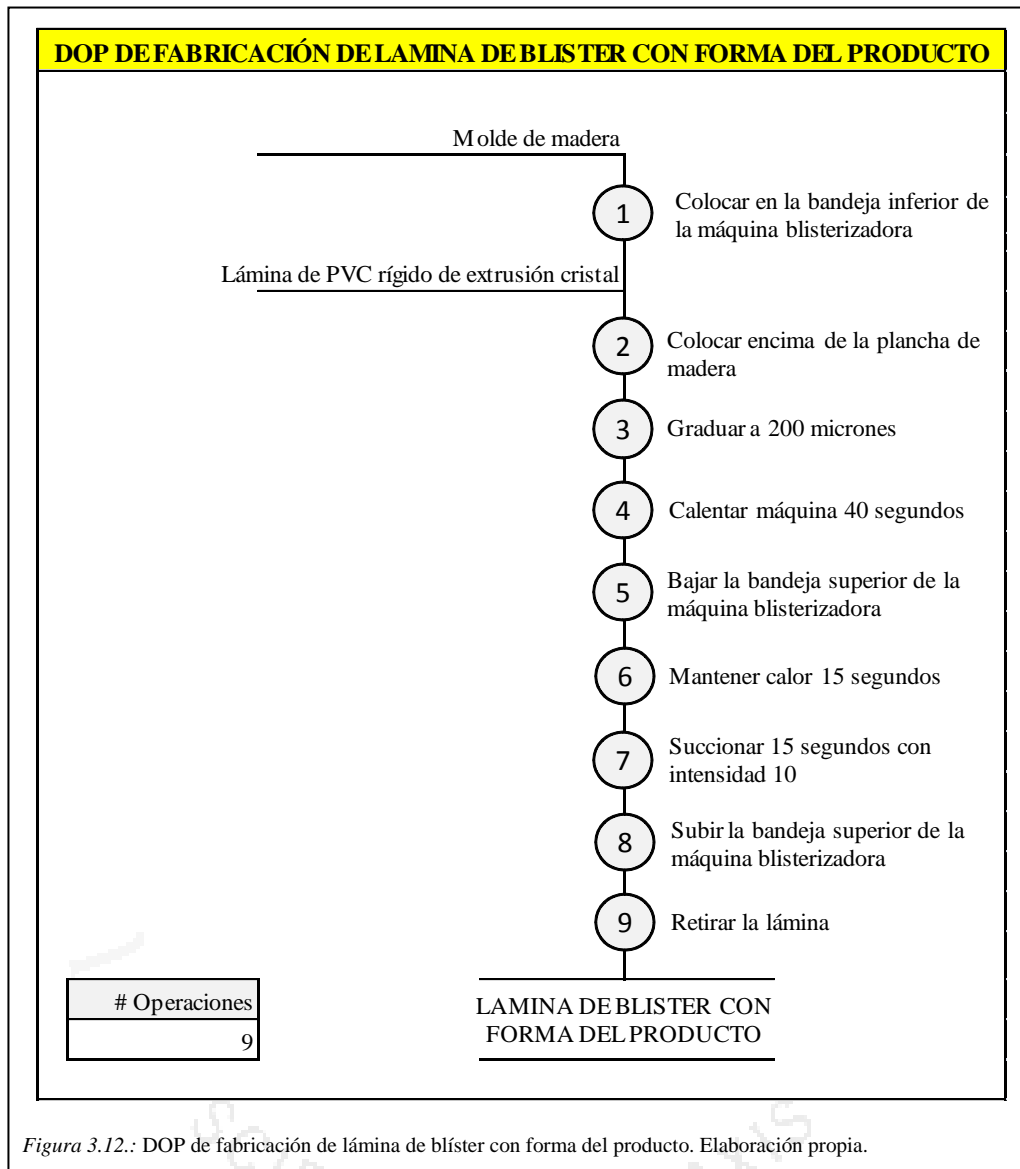 DOP DE FABRICACIÓN DE LAMINA DE BLISTER CON FORMA DEL PRODUCTO
Molde de madera
1
Colocar en la bandeja inferior de
la máquina blisterizadora
Lámina de PVC rígido de extrusión cristal
2
Colocar encima de la plancha de
madera
3
Graduar a 200 micrones
4
Calentar máquina 40 segundos
5
Bajar la bandeja superior de la
máquina blisterizadora
6
Mantener calor 15 segundos
7
Succionar 15 segundos con
intensidad 10
8
Subir la bandeja superior de la
máquina blisterizadora
9
Retirar la lámina
# Operaciones
9
LAMINA DE BLISTER CON
FORMA DEL PRODUCTO
Figura 3.12.: DOP de fabricación de lámina de blíster con forma del producto. Elaboración propia.